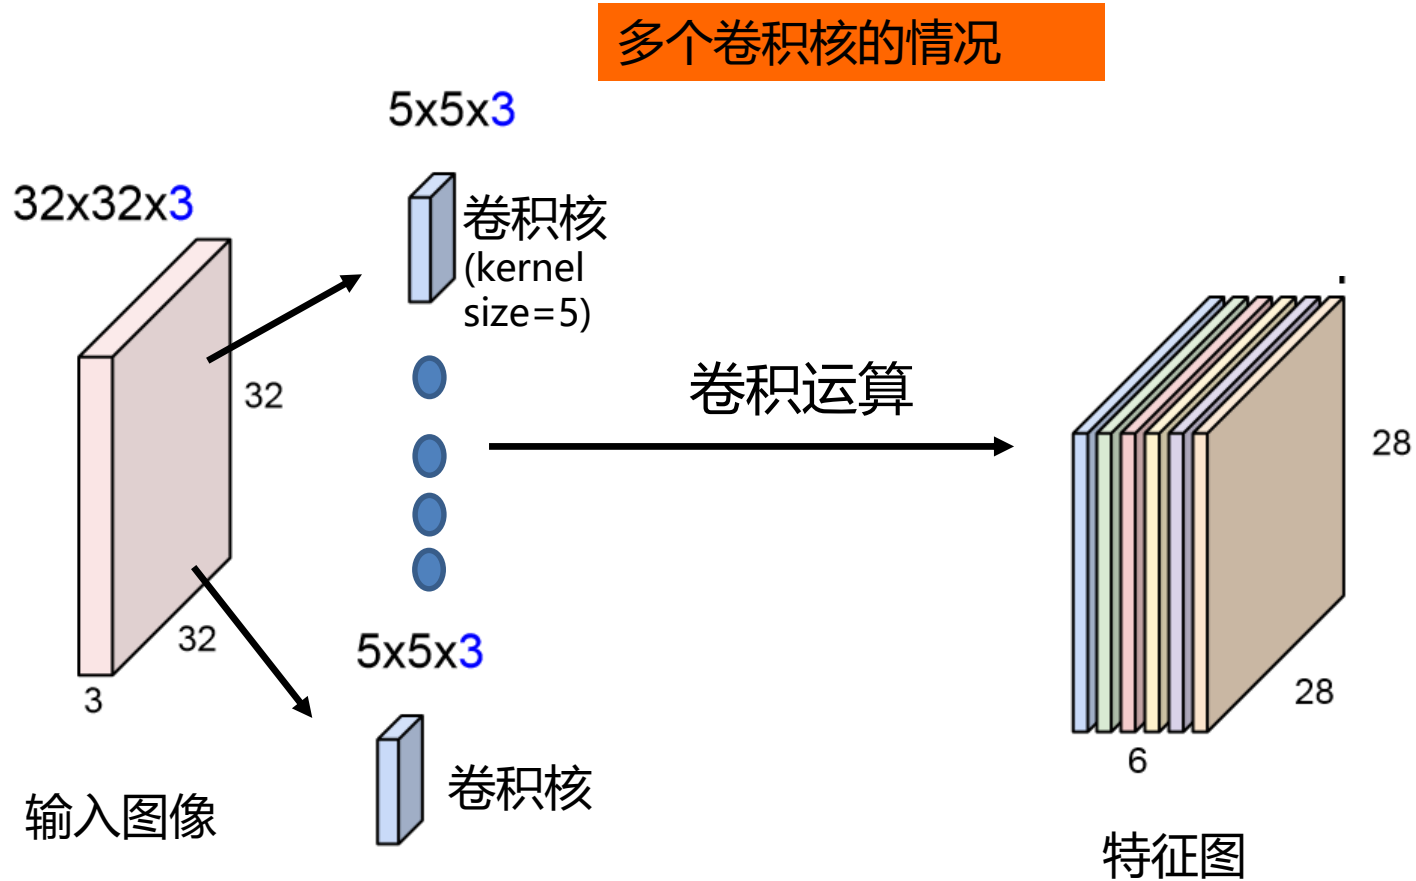 多个卷积核的情况
5x5x3
32x32x3
卷积核
(kernel
size=5)
32
卷积运算
28
32
3
5x5x3
28
6
卷积核
输入图像
特征图